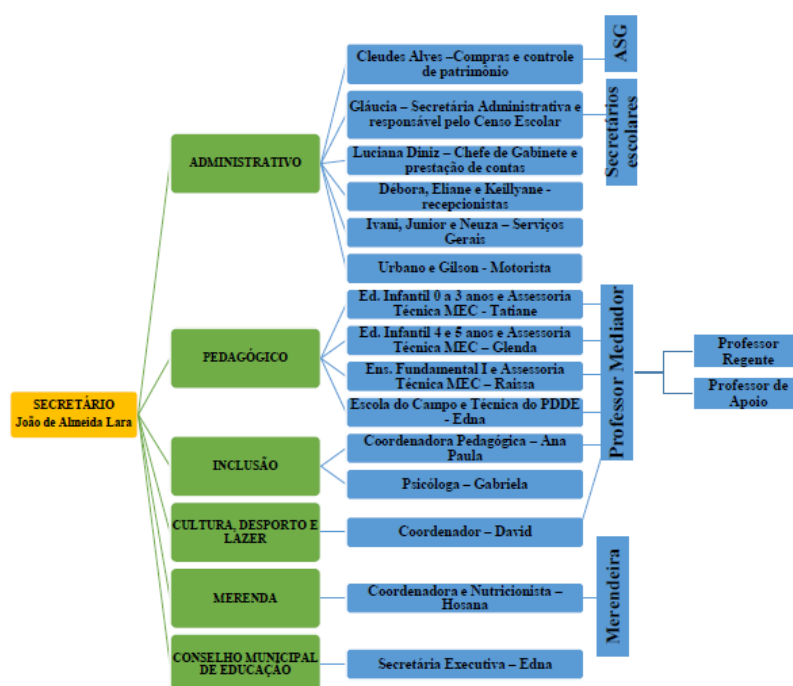 SECRETÁRIO
João de Almeida Lara
ADMINISTRATIVO
Cleudes Alves –Compras e controle
de patrimônio
Gláucia – Secretária Administrativa e
responsável pelo Censo Escolar
Luciana Diniz – Chefe de Gabinete e
prestação de contas
Débora, Eliane e Keillyane -
recepcionistas
Ivani, Junior e Neuza – Serviços
Gerais
Urbano e Gilson - Motorista
ASG
Secretários
escolares
PEDAGÓGICO
Ed. Infantil 0 a 3 anos e Assessoria
Técnica MEC - Tatiane
Ed. Infantil 4 e 5 anos e Assessoria
Técnica MEC – Glenda
Ens. Fundamental I e Assessoria
Técnica MEC – Raissa
Escola do Campo e Técnica do PDDE
- Edna
INCLUSÃO
Coordenadora Pedagógica – Ana
Paula
Psicóloga – Gabriela
CULTURA, DESPORTO E
LAZER
Coordenador – David
Professor Mediador
Professor
Regente
Professor de
Apoio
MERENDA
Coordenadora e Nutricionista –
Hosana
Merendeira
CONSELHO MUNICIPAL
DE EDUCAÇÃO
Secretária Executiva – Edna